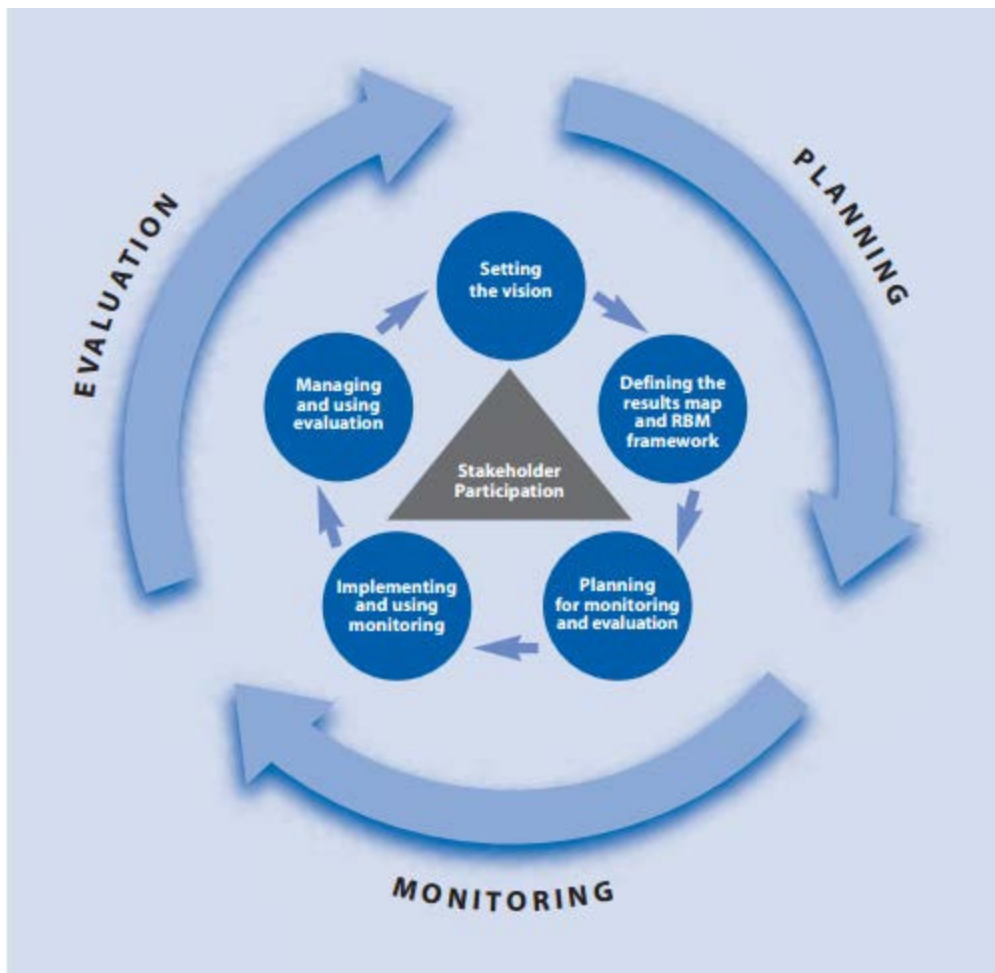 EVALUATION
PLANNING
Setting
the vision
Managing
and using
evaluation
Defining the
results map
and RBM
framework
Stakeholder
Participation
Implementing
and using
monitoring
Planning
for monitoring
and evaluation
MONITORING